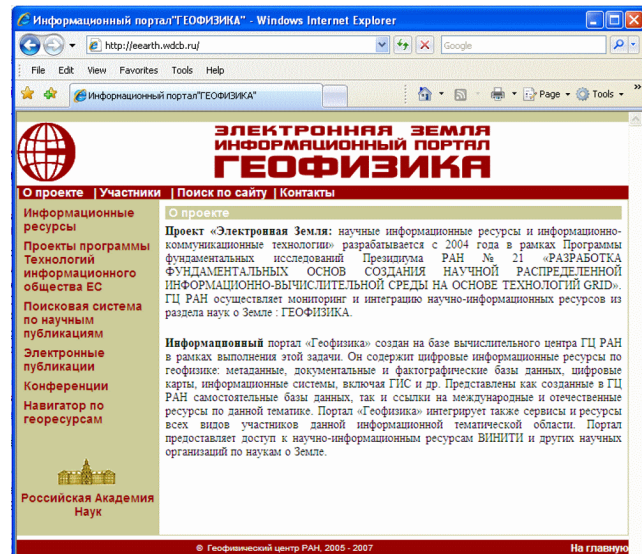 Информационный портал"ГЕОФИЗИКА" - Windows Internet Explorer
http://eearth.wdcb.ru/
Google
File Edit View Favorites Tools Help
Информационный портал"ГЕОФИЗИКА"
Page Tools
ЭЛЕКТРОННАЯ ЗЕМЛЯ
ИНФОРМАЦИОННЫЙ ПОРТАЛ
ГЕОФИЗИКА
О проекте | Участники | Поиск по сайту | Контакты
Информационные
ресурсы
Проекты программы
Технологий
информационного
общества ЕС
Поисковая система
по научным
публикациям
Электронные
публикации
Конференции
Навигатор по
георесурсам
Российская Академия
Наук
О проекте
Проект «Электронная Земля: научные информационные ресурсы и информационно-
коммуникационные технологии» разрабатывается с 2004 года в рамках Программы
фундаментальных исследований Президиума РАН № 21 «РАЗРАБОТКА
ФУНДАМЕНТАЛЬНЫХ ОСНОВ СОЗДАНИЯ НАУЧНОЙ РАСПРЕДЕЛЕННОЙ
ИНФОРМАЦИОННО-ВЫЧИСЛИТЕЛЬНОЙ СРЕДЫ НА ОСНОВЕ ТЕХНОЛОГИЙ GRID».
ГЦ РАН осуществляет мониторинг и интеграцию научно-информационных ресурсов из
раздела наук о Земле : ГЕОФИЗИКА.
Информационный портал «Геофизика» создан на базе вычислительного центра ГЦ РАН
в рамках выполнения этой задачи. Он содержит цифровые информационные ресурсы по
геофизике: метаданные, документальные и фактографические базы данных, цифровые
карты, информационные системы, включая ГИС и др. Представлены как созданные в ГЦ
РАН самостоятельные базы данных, так и ссылки на международные и отечественные
ресурсы по данной тематике. Портал «Геофизика» интегрирует также сервисы и ресурсы
всех видов участников данной информационной тематической области. Портал
предоставляет доступ к научно-информационным ресурсам ВИНИТИ и других научных
организаций по наукам о Земле.
© Геофизический центр РАН, 2005 - 2007
На главную